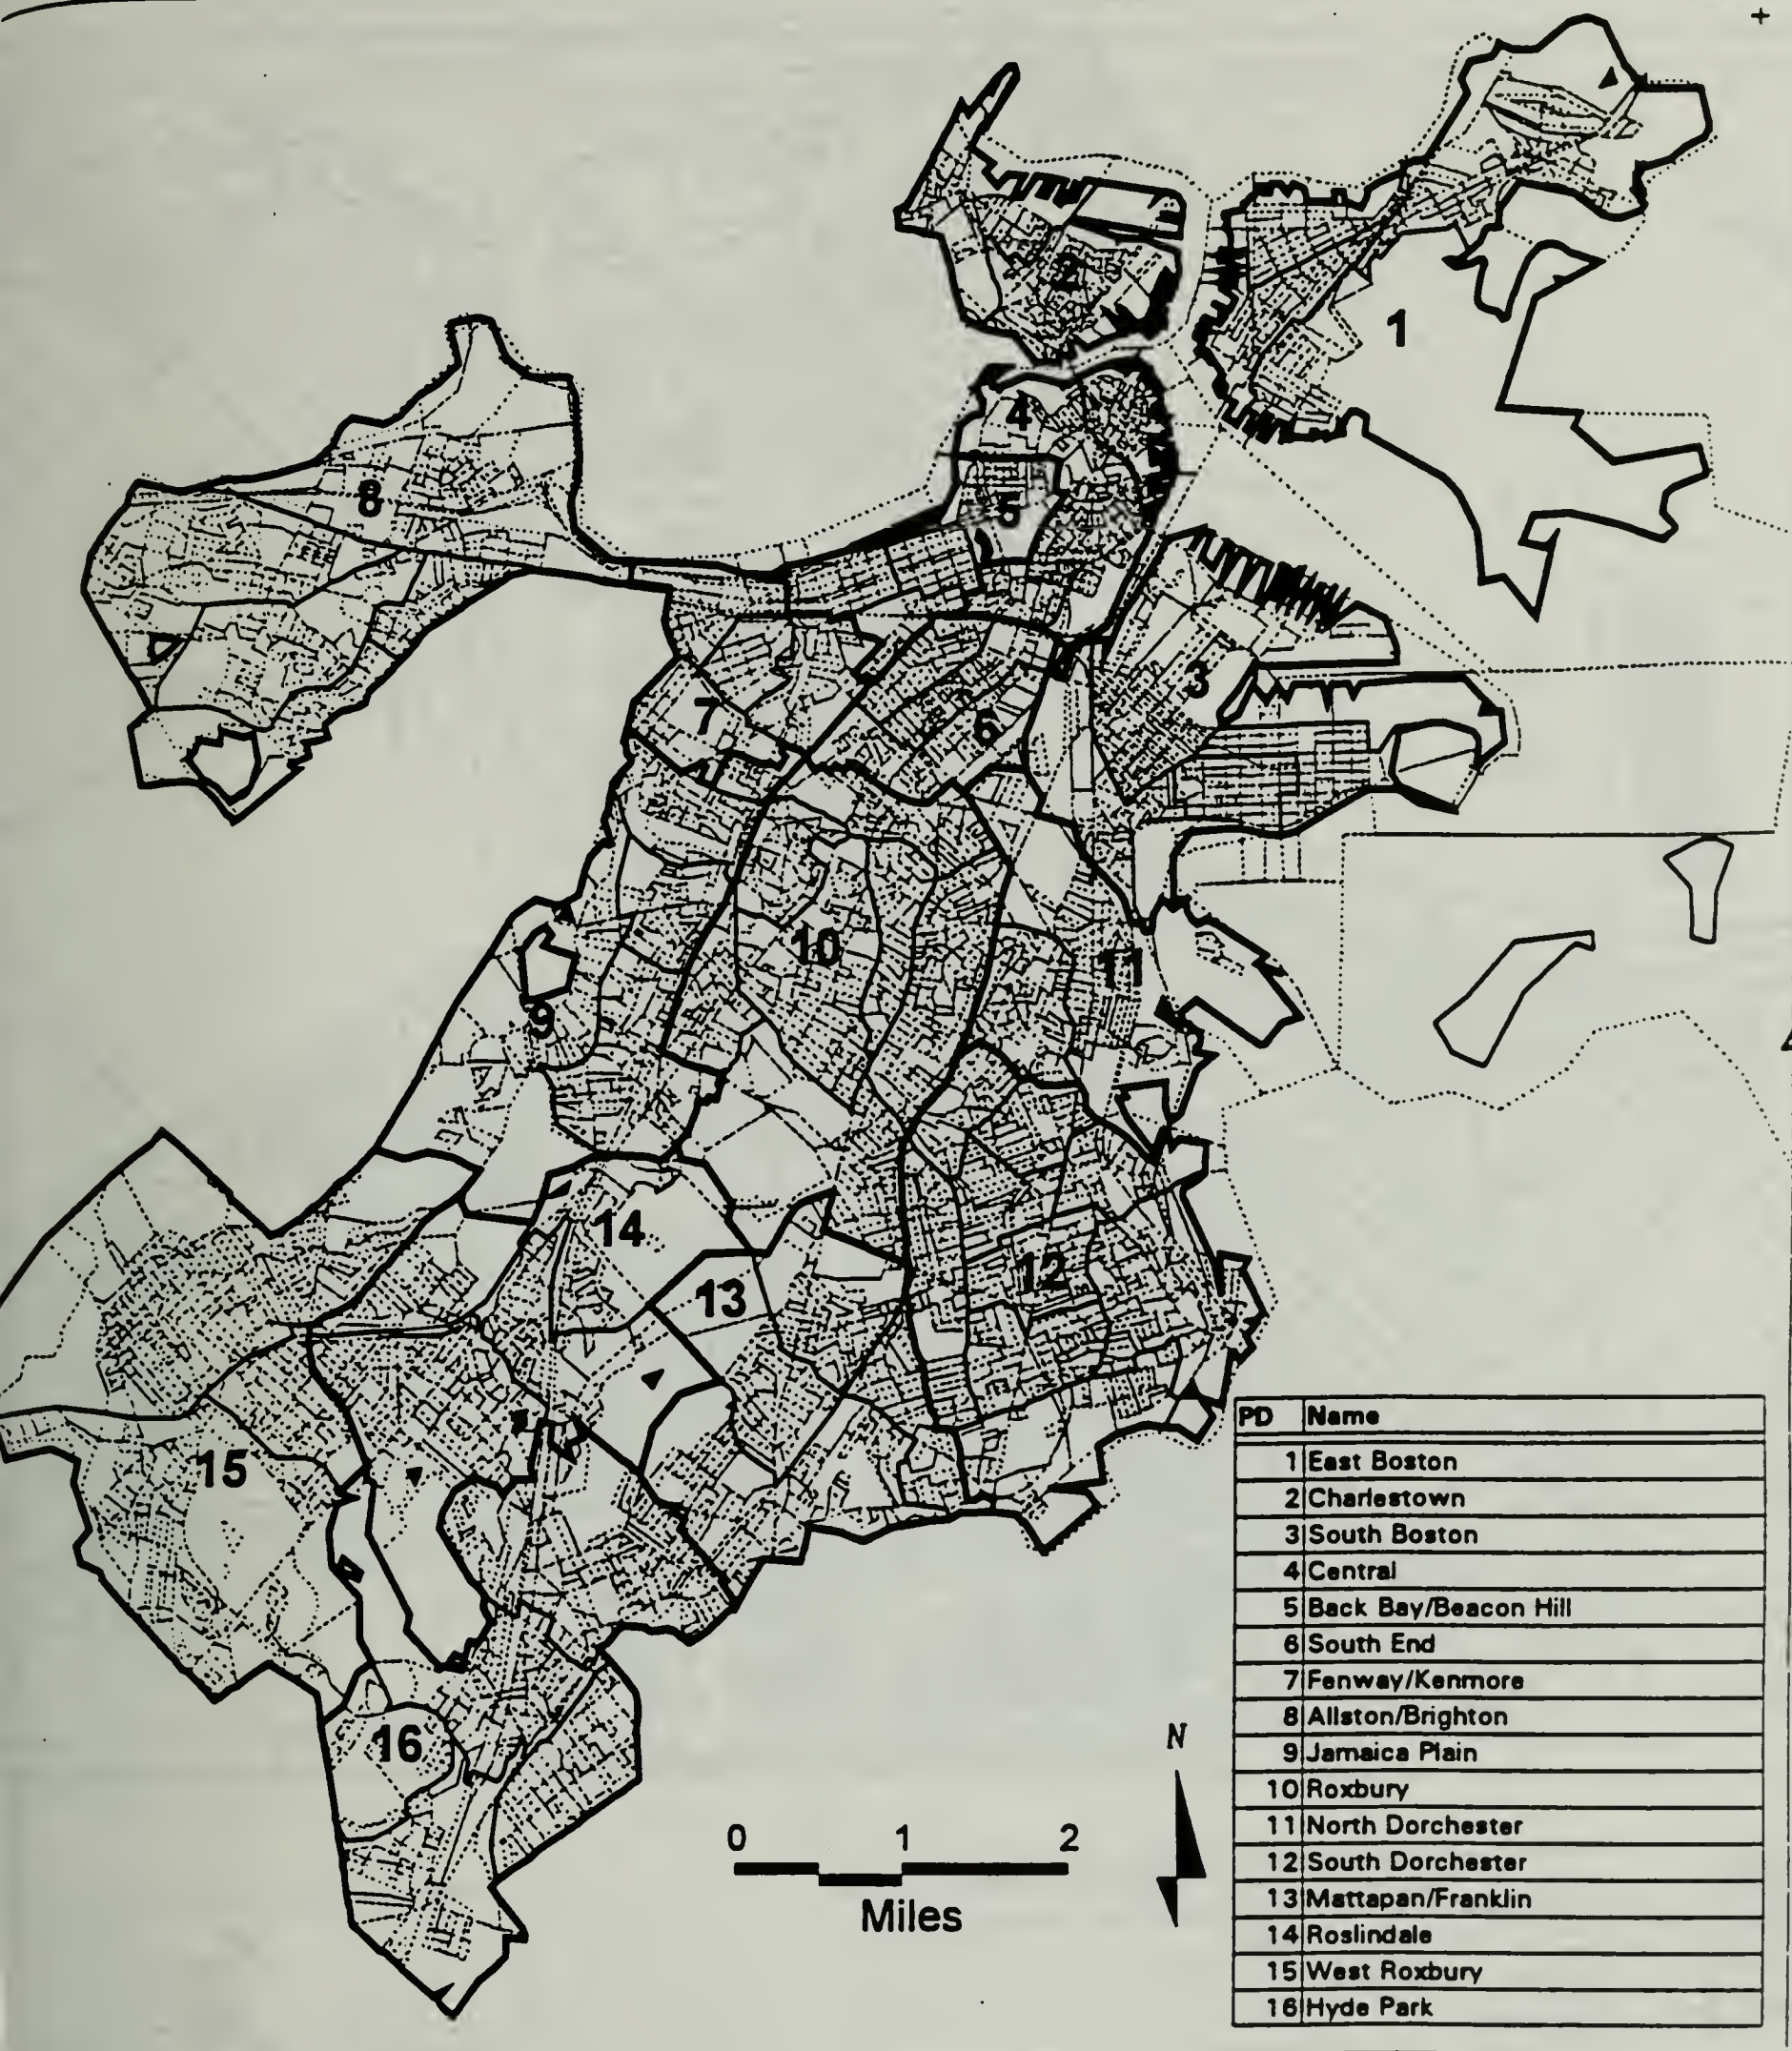 1
2
4
8
5
3
7
6
10
11
9
14
12
13
15
16
PD Name
1 East Boston
2 Charlestown
3 South Boston
4 Central
5 Back Bay/Beacon Hill
6 South End
7 Fenway/Kenmore
8 Allston/Brighton
9 Jamaica Plain
10 Roxbury
11 North Dorchester
12 South Dorchester
13 Mattapan/Franklin
14 Roslindale
15 West Roxbury
16 Hyde Park
N
0 1 2
Miles